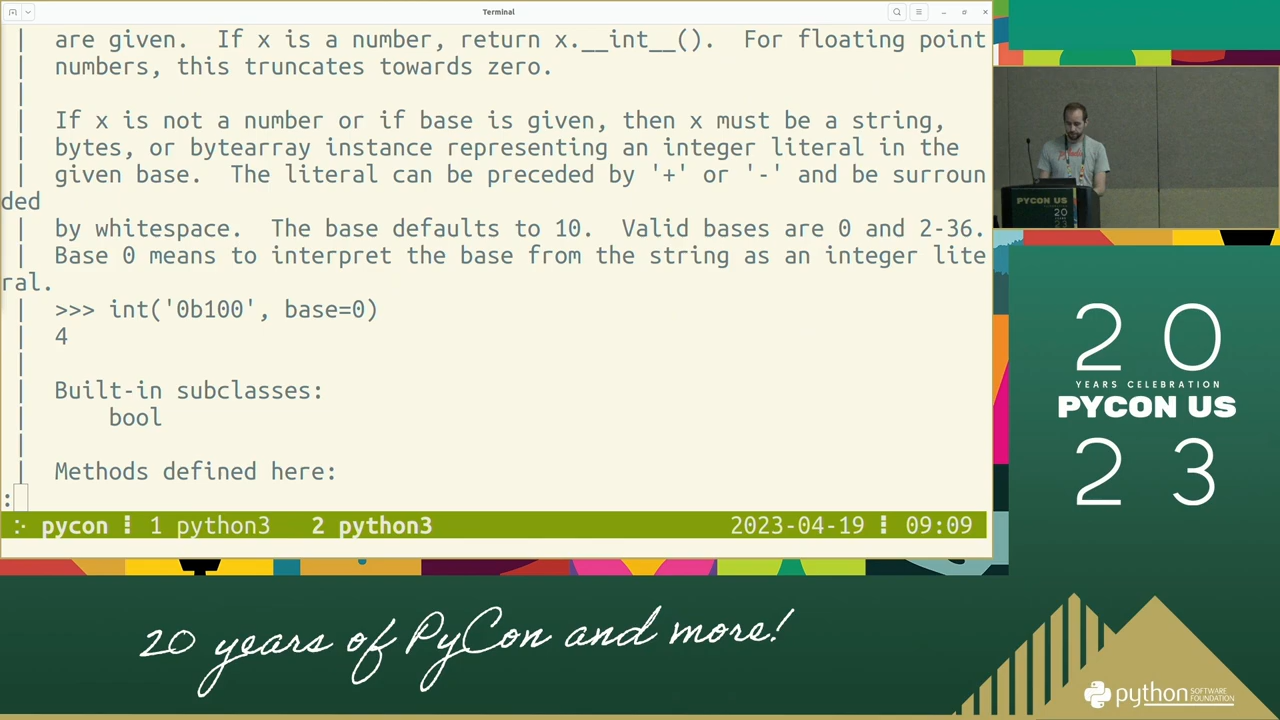 Terminal
are given.  If x is a number, return x.__int__().  For floating point
numbers, this truncates towards zero.
If x is not a number or if base is given, then x must be a string,
bytes, or bytearray instance representing an integer literal in the
given base.  The literal can be preceded by '+' or '-' and be surroun
ded
by whitespace.  The base defaults to 10.  Valid bases are 0 and 2-36.
Base 0 means to interpret the base from the string as an integer lite
ral.
>>> int('0b100', base=0)
4
Built-in subclasses:
bool
Methods defined here:
:
pycon 1 python3 2 python3 2023-04-19 09:09
PYCON US
20
20
YEARS CELEBRATION
PYCON US
23
20 years of PyCon and more!
python SOFTWARE FOUNDATION